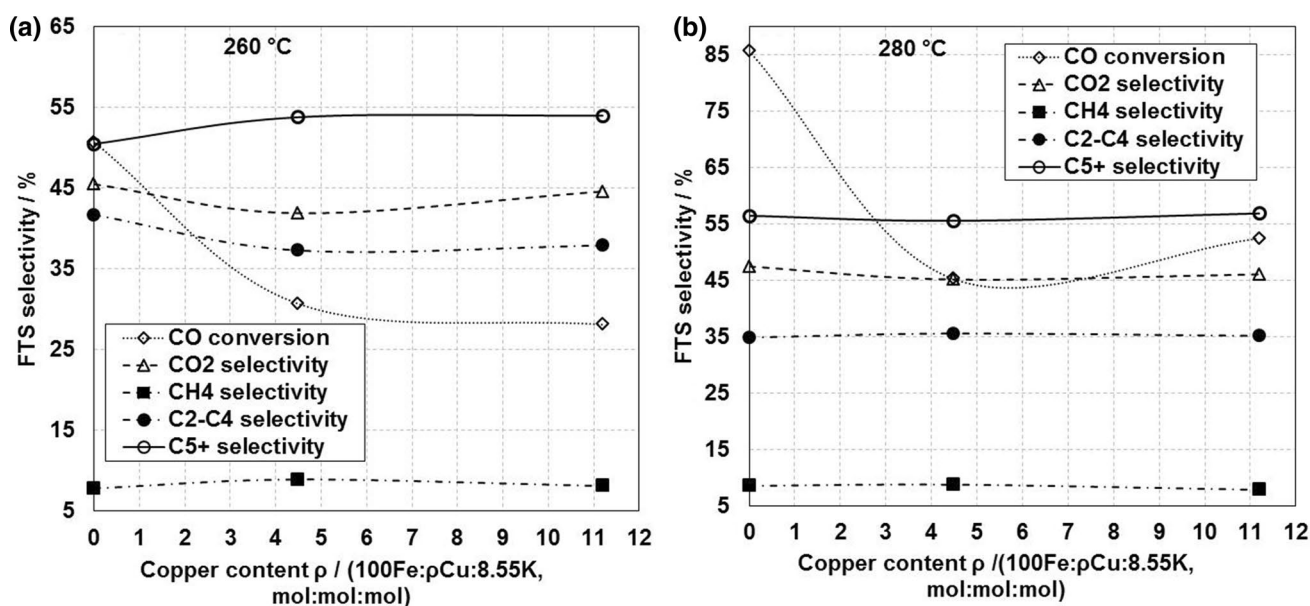 (a)
65
55
45
35
25
15
5
FTS selectivity / %
260 °C
CO conversion
CO2 selectivity
CH4 selectivity
C2-C4 selectivity
C5+ selectivity
0 1 2 3 4 5 6 7 8 9 10 11 12
Copper content ρ / (100Fe:ρCu:8.55K,
mol:mol:mol)
(b)
85
75
65
55
45
35
25
15
5
FTS selectivity / %
280 °C
CO conversion
CO2 selectivity
CH4 selectivity
C2-C4 selectivity
C5+ selectivity
0 1 2 3 4 5 6 7 8 9 10 11 12
Copper content ρ /(100Fe:ρCu:8.55K,
mol:mol:mol)